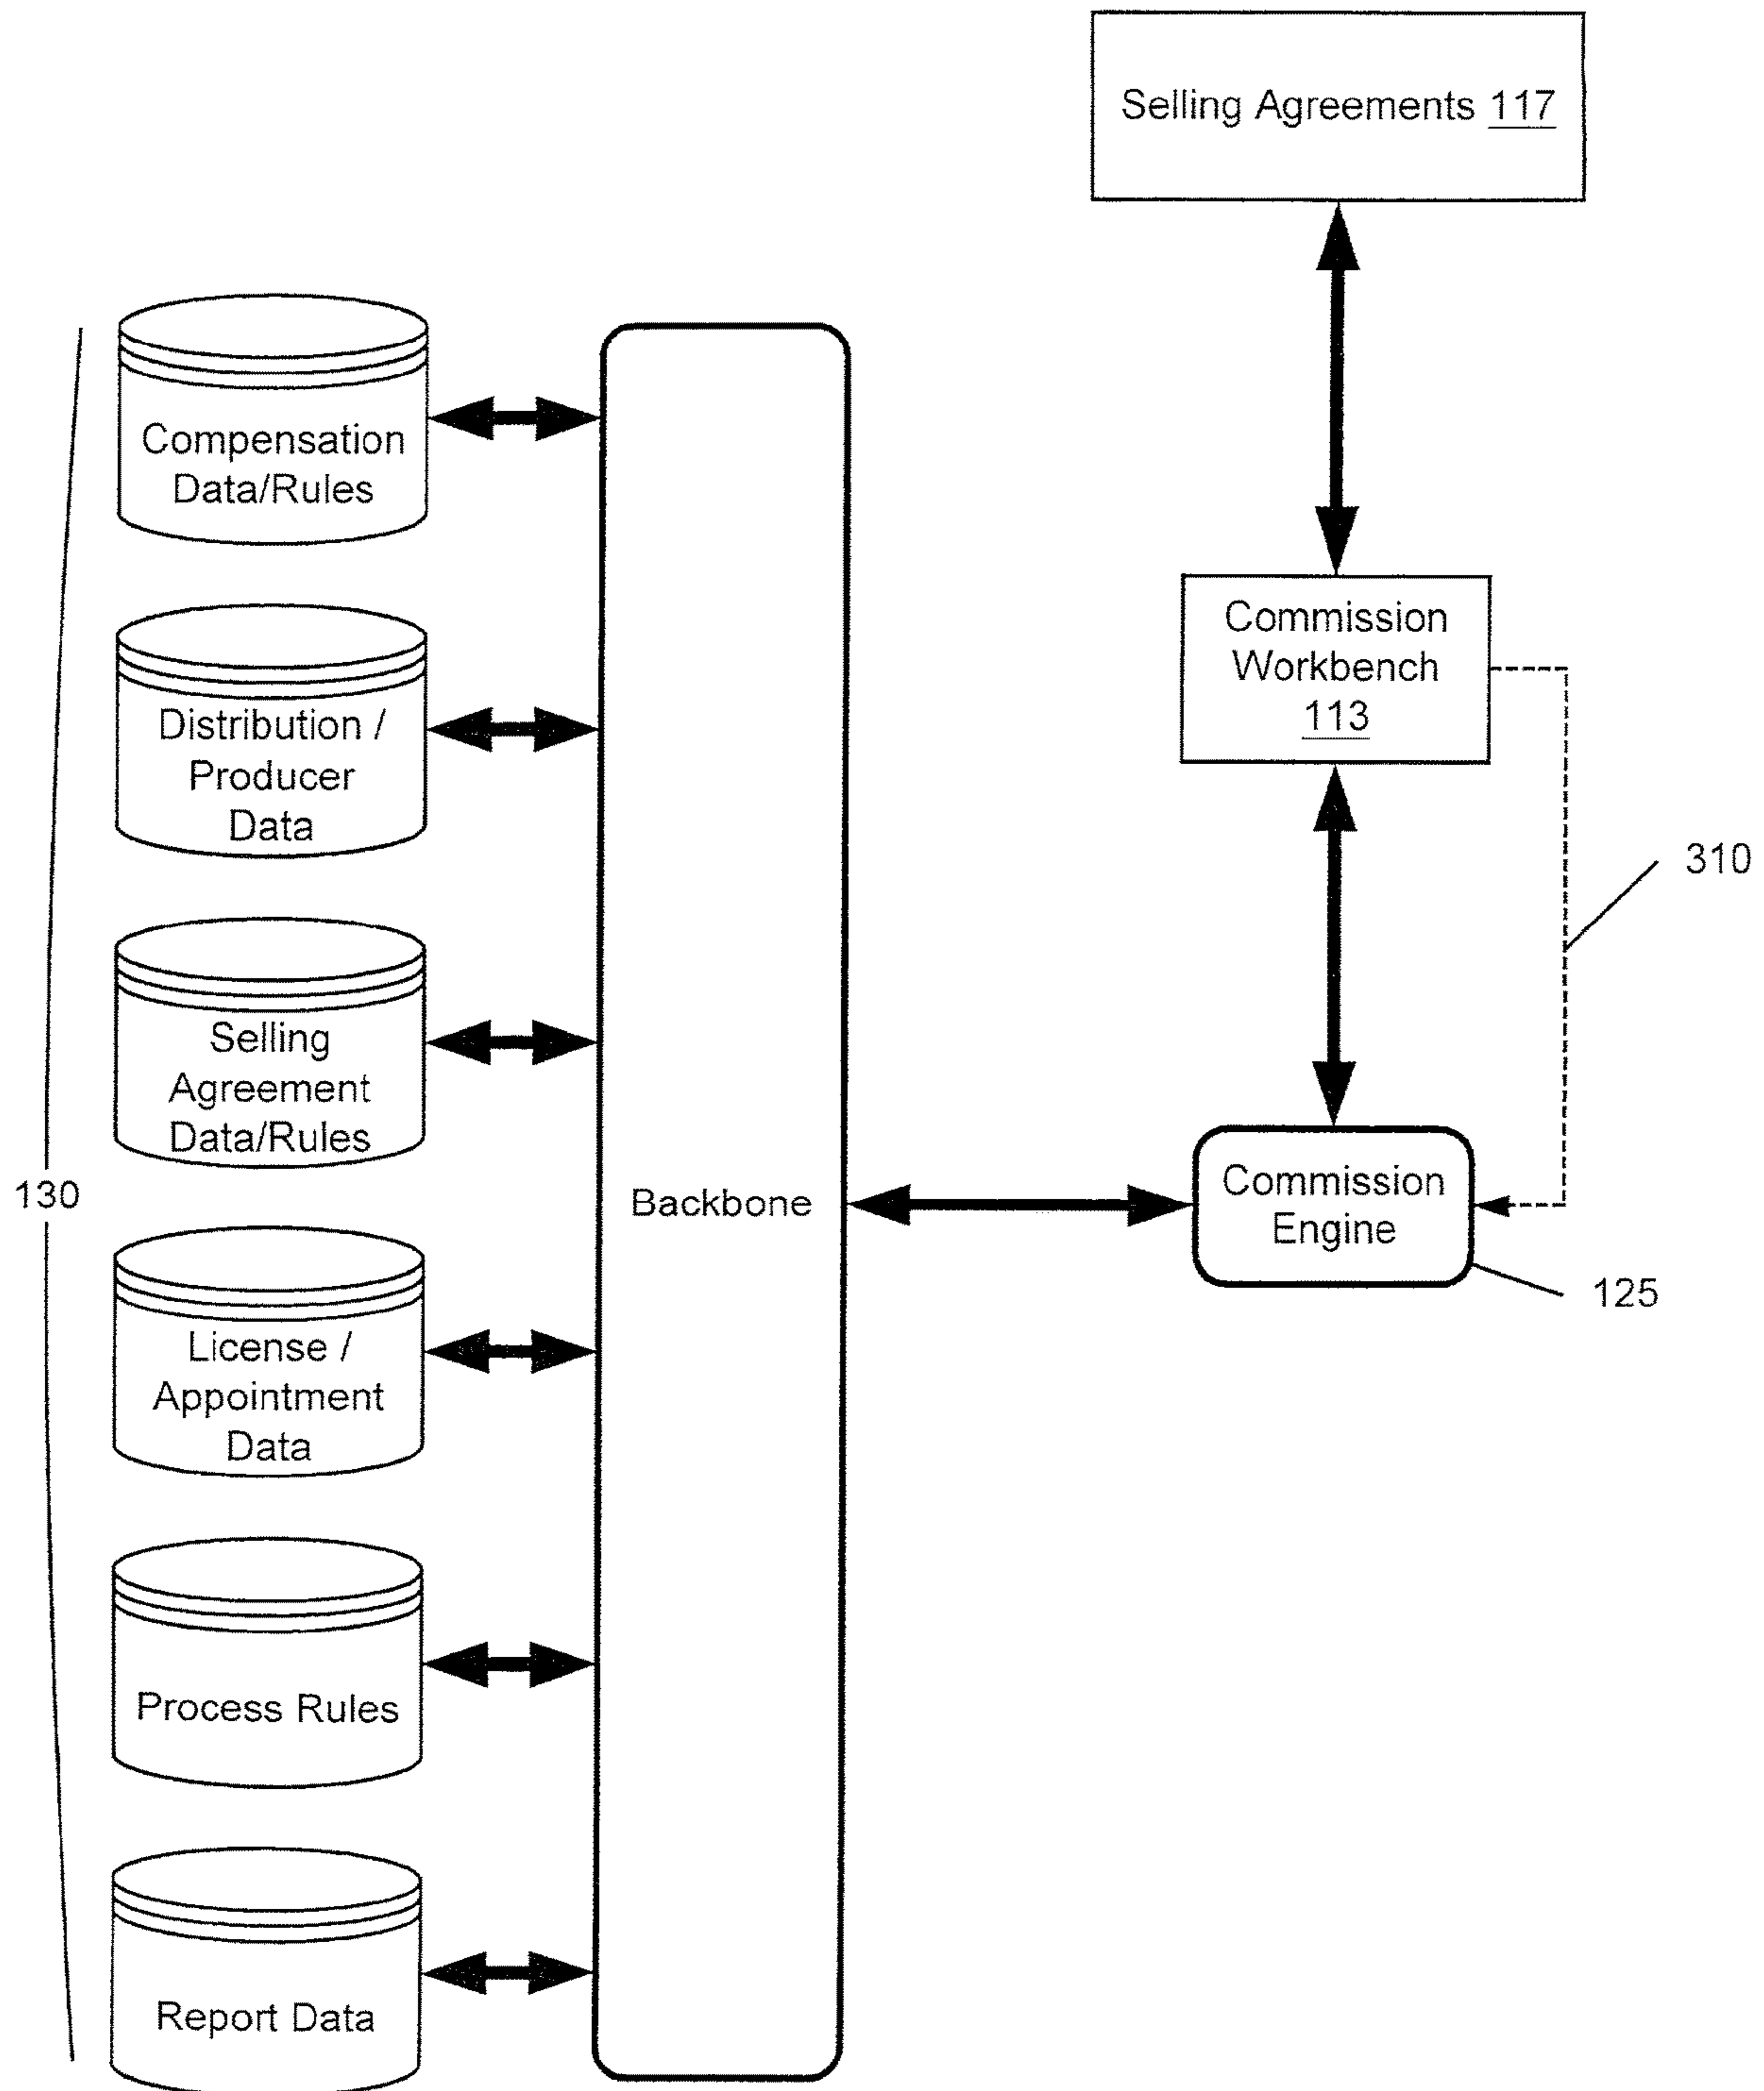 Selling Agreements 117
Compensation
Data/Rules
Distribution /
Producer
Data
Selling
Agreement
Data/Rules
License /
Appointment
Data
Process Rules
Report Data
130
Backbone
Commission
Workbench
113
310
Commission
Engine
125